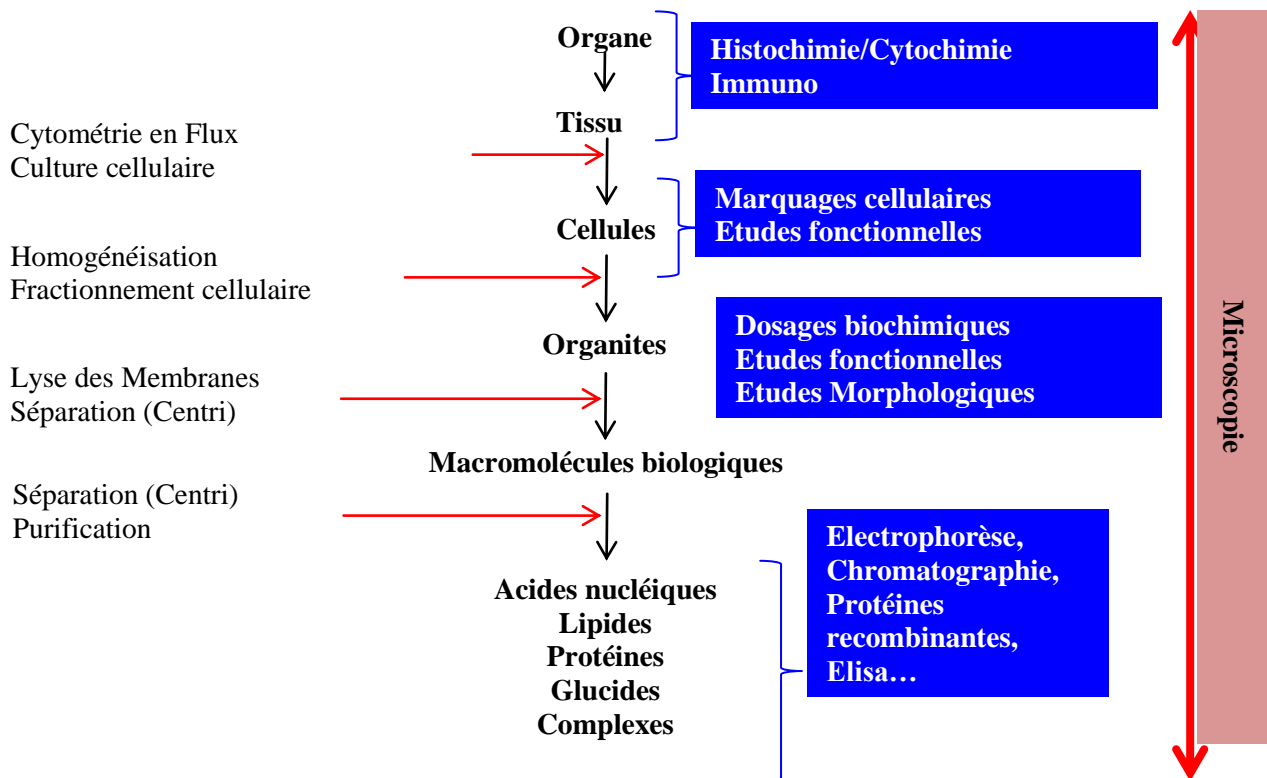 Organe
Histochimie/Cytochimie
Immuno
Tissu
Cytométrie en Flux
Culture cellulaire
Marquages cellulaires
Etudes fonctionnelles
Cellules
Homogénéisation
Fractionnement cellulaire
Organites
Dosages biochimiques
Etudes fonctionnelles
Etudes Morphologiques
Lyse des Membranes
Séparation (Centri)
Macromolécules biologiques
Séparation (Centri)
Purification
Acides nucléiques
Lipides
Protéines
Glucides
Complexes
Electrophorèse,
Chromatographie,
Protéines
recombinantes,
Elisa…
Microscopie